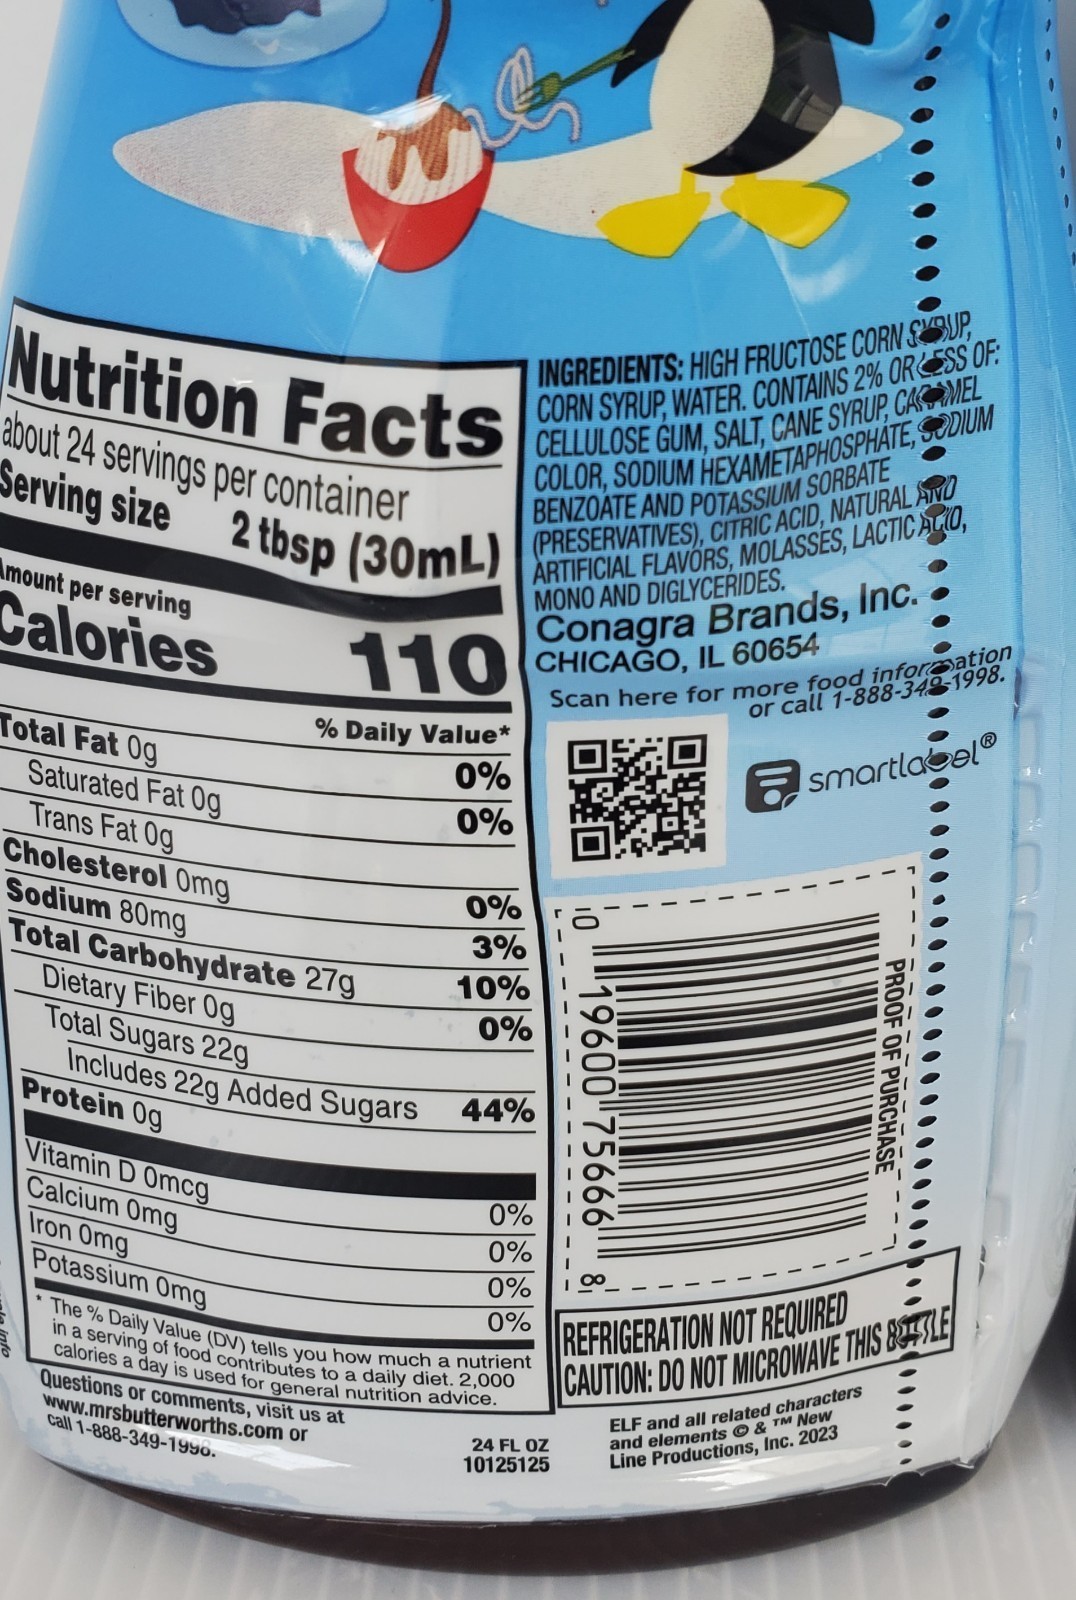 Nutrition Facts
about 24 servings per container
Serving size 2 tbsp (30mL)
Amount per serving
Calories 110
% Daily Value*
Total Fat 0g 0%
Saturated Fat 0g 0%
Trans Fat 0g
Cholesterol 0mg 0%
Sodium 80mg 3%
Total Carbohydrate 27g 10%
Dietary Fiber 0g 0%
Total Sugars 22g
Includes 22g Added Sugars 44%
Protein 0g
Vitamin D 0mcg 0%
Calcium 0mg 0%
Iron 0mg 0%
Potassium 0mg 0%
* The % Daily Value (DV) tells you how much a nutrient
in a serving of food contributes to a daily diet. 2,000
calories a day is used for general nutrition advice.
Questions or comments, visit us at
www.mrsbutterworths.com or
call 1-888-349-1998.
24 FL OZ
10125125
INGREDIENTS: HIGH FRUCTOSE CORN SYRUP,
CORN SYRUP, WATER. CONTAINS 2% OR LESS OF:
CELLULOSE GUM, SALT, CANE SYRUP, CARAMEL
COLOR, SODIUM HEXAMETAPHOSPHATE, SODIUM
BENZOATE AND POTASSIUM SORBATE
(PRESERVATIVES), CITRIC ACID, NATURAL AND
ARTIFICIAL FLAVORS, MOLASSES, LACTIC ACID,
MONO AND DIGLYCERIDES.
Conagra Brands, Inc.
CHICAGO, IL 60654
Scan here for more food information
or call 1-888-349-1998.
smartlabel®
PROOF OF PURCHASE
0 19600 75666 8
REFRIGERATION NOT REQUIRED
CAUTION: DO NOT MICROWAVE THIS BOTTLE
ELF and all related characters
and elements © & ™ New
Line Productions, Inc. 2023